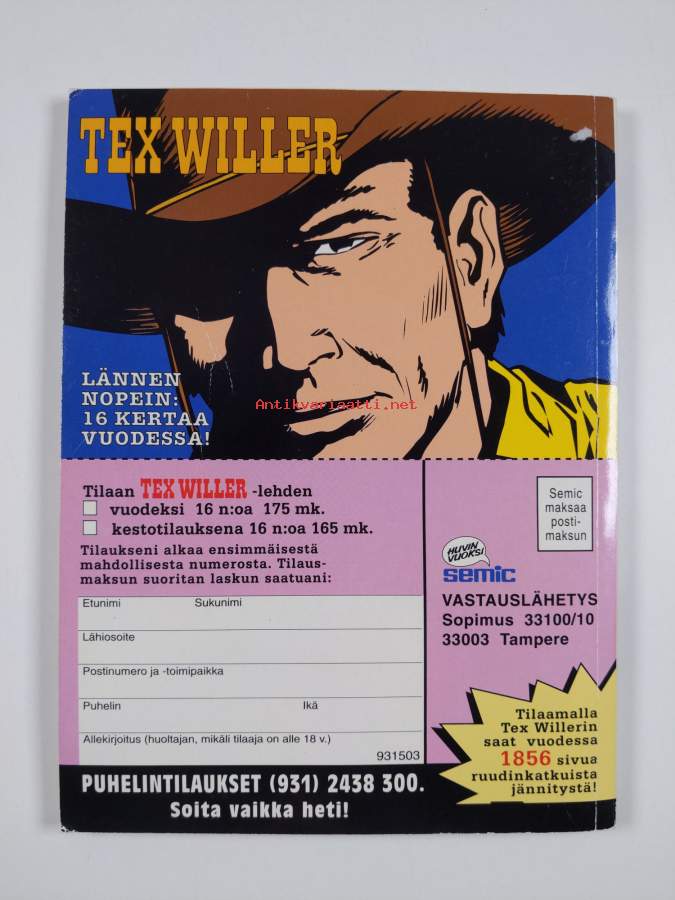 TEX WILLER
LÄNNEN
NOPEIN:
16 KERTAA
VUODESSA!
Antikvariaatti.net
Tilaan TEX WILLER -lehden
vuodeksi 16 n:oa 175 mk.
kestotilauksena 16 n:oa 165 mk.
Tilaukseni alkaa ensimmäisestä
mahdollisesta numerosta. Tilaus-
maksun suoritan laskun saatuani:
Etunimi Sukunimi
Lähiosoite
Postinumero ja -toimipaikka
Puhelin Ikä
Allekirjoitus (huoltajan, mikäli tilaaja on alle 18 v.)
931503
Semic
maksaa
posti-
maksun
HUVIN
VUOKSI
semic
VASTAUSLÄHETYS
Sopimus 33100/10
33003 Tampere
Tilaamalla
Tex Willerin
saat vuodessa
1856 sivua
ruudinkatkuista
jännitystä!
PUHELINTILAUKSET (931) 2438 300.
Soita vaikka heti!